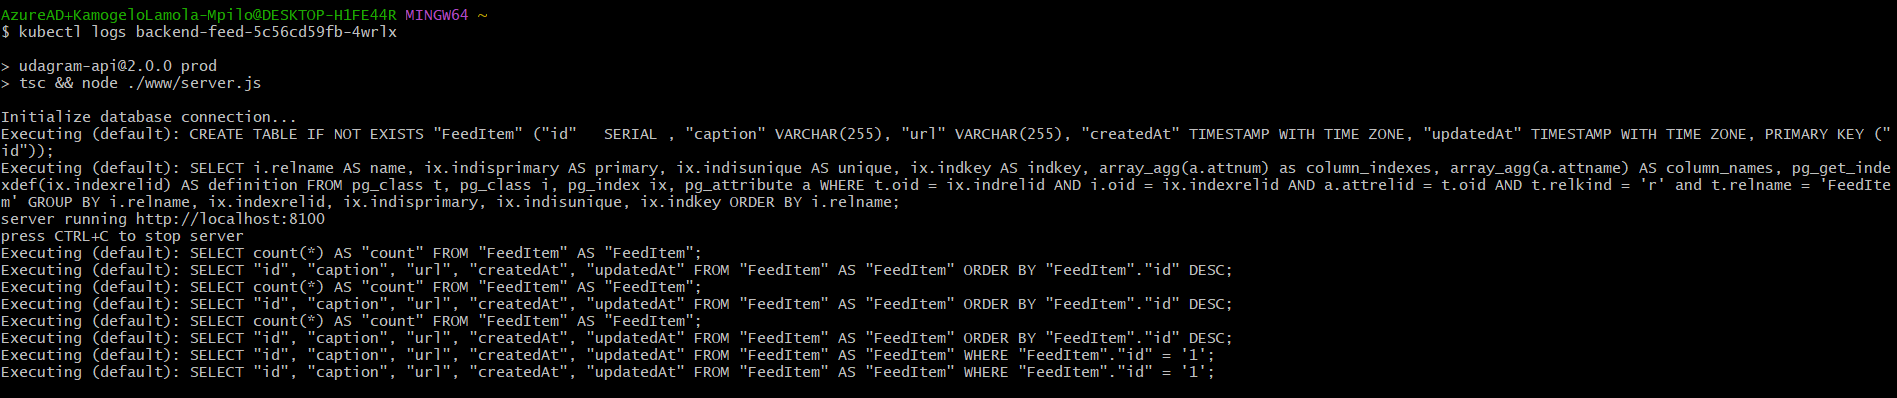 AzureAD+KamogeloLamola-Mpilo@DESKTOP-H1FE44R MINGW64 ~
$ kubectl logs backend-feed-5c56cd59fb-4wrlx
> udagram-api@2.0.0 prod
> tsc && node ./www/server.js
Initialize database connection...
Executing (default): CREATE TABLE IF NOT EXISTS "FeedItem" ("id"   SERIAL , "caption" VARCHAR(255), "url" VARCHAR(255), "createdAt" TIMESTAMP WITH TIME ZONE, "updatedAt" TIMESTAMP WITH TIME ZONE, PRIMARY KEY ("
id"));
Executing (default): SELECT i.relname AS name, ix.indisprimary AS primary, ix.indisunique AS unique, ix.indkey AS indkey, array_agg(a.attnum) as column_indexes, array_agg(a.attname) AS column_names, pg_get_inde
xdef(ix.indexrelid) AS definition FROM pg_class t, pg_class i, pg_index ix, pg_attribute a WHERE t.oid = ix.indrelid AND i.oid = ix.indexrelid AND a.attrelid = t.oid AND t.relkind = 'r' and t.relname = 'FeedIte
m' GROUP BY i.relname, ix.indexrelid, ix.indisprimary, ix.indisunique, ix.indkey ORDER BY i.relname;
server running http://localhost:8100
press CTRL+C to stop server
Executing (default): SELECT count(*) AS "count" FROM "FeedItem" AS "FeedItem";
Executing (default): SELECT "id", "caption", "url", "createdAt", "updatedAt" FROM "FeedItem" AS "FeedItem" ORDER BY "FeedItem"."id" DESC;
Executing (default): SELECT count(*) AS "count" FROM "FeedItem" AS "FeedItem";
Executing (default): SELECT "id", "caption", "url", "createdAt", "updatedAt" FROM "FeedItem" AS "FeedItem" ORDER BY "FeedItem"."id" DESC;
Executing (default): SELECT count(*) AS "count" FROM "FeedItem" AS "FeedItem";
Executing (default): SELECT "id", "caption", "url", "createdAt", "updatedAt" FROM "FeedItem" AS "FeedItem" ORDER BY "FeedItem"."id" DESC;
Executing (default): SELECT "id", "caption", "url", "createdAt", "updatedAt" FROM "FeedItem" AS "FeedItem" WHERE "FeedItem"."id" = '1';
Executing (default): SELECT "id", "caption", "url", "createdAt", "updatedAt" FROM "FeedItem" AS "FeedItem" WHERE "FeedItem"."id" = '1';